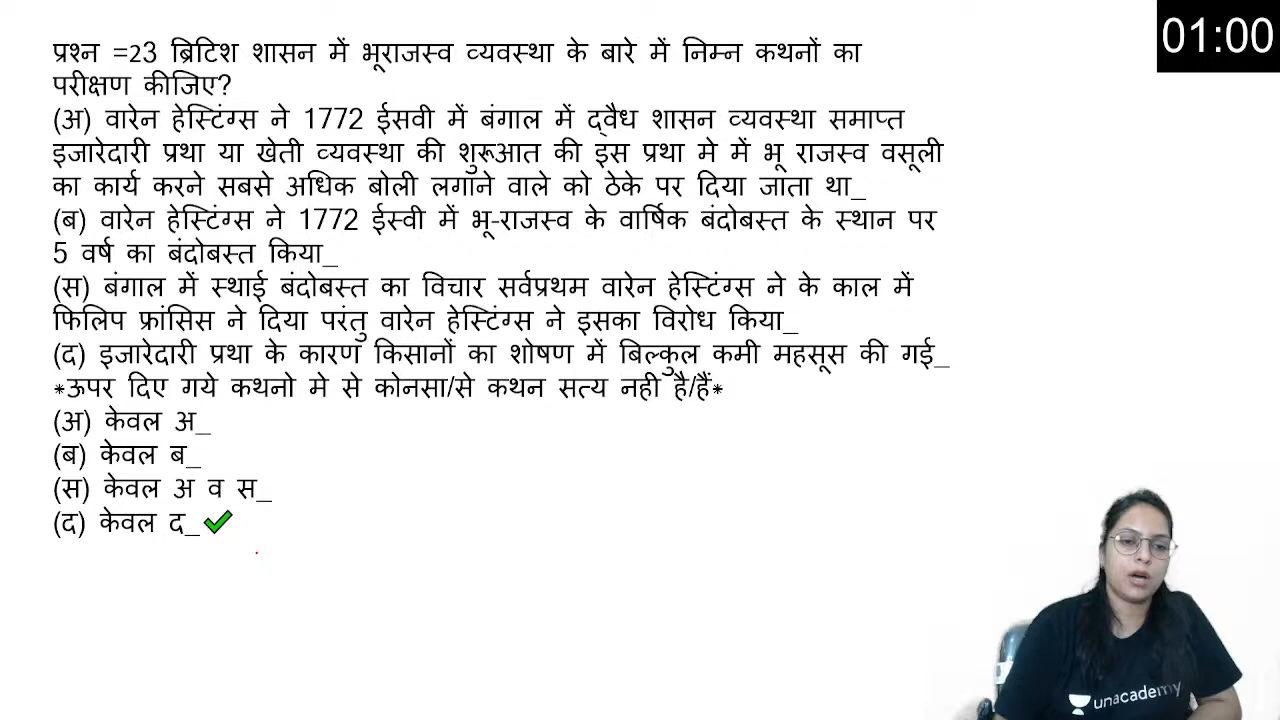 01:00
प्रश्न =23 ब्रिटिश शासन में भूराजस्व व्यवस्था के बारे में निम्न कथनों का
परीक्षण कीजिए?
(अ) वारेन हेस्टिंग्स ने 1772 ईसवी में बंगाल में द्वैध शासन व्यवस्था समाप्त
इजारेदारी प्रथा या खेती व्यवस्था की शुरूआत की इस प्रथा मे में भू राजस्व वसूली
का कार्य करने सबसे अधिक बोली लगाने वाले को ठेके पर दिया जाता था_
(ब) वारेन हेस्टिंग्स ने 1772 ईस्वी में भू-राजस्व के वार्षिक बंदोबस्त के स्थान पर
5 वर्ष का बंदोबस्त किया_
(स) बंगाल में स्थाई बंदोबस्त का विचार सर्वप्रथम वारेन हेस्टिंग्स ने के काल में
फिलिप फ्रांसिस ने दिया परंतु वारेन हेस्टिंग्स ने इसका विरोध किया_
(द) इजारेदारी प्रथा के कारण किसानों का शोषण में बिल्कुल कमी महसूस की गई_
*ऊपर दिए गये कथनो मे से कोनसा/से कथन सत्य नही है/हैं*
(अ) केवल अ_
(ब) केवल ब_
(स) केवल अ व स_
(द) केवल द_✓
unacademy